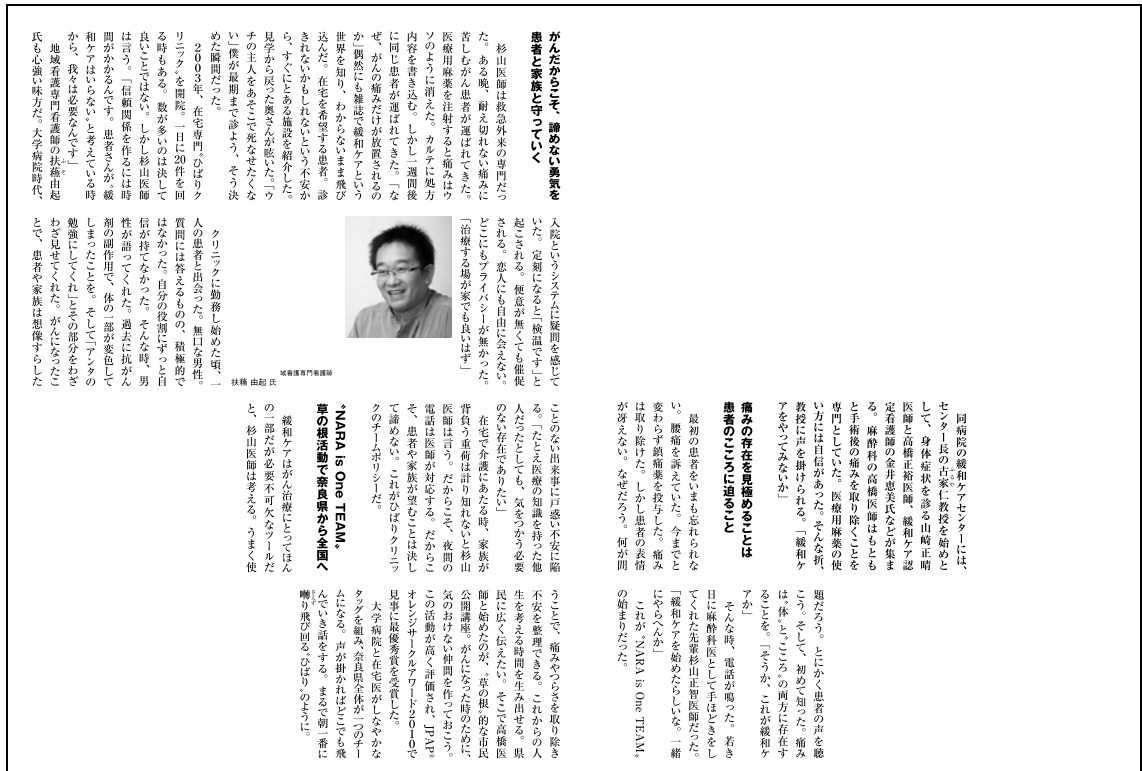 同病院の緩和ケアセンターには、
センター長の古家仁教授を始めと
して、身体症状を診る山崎正晴
医師と高橋正裕医師、緩和ケア認
定看護師の金井恵美氏などが集ま
る。麻酔科の高橋医師はもとも
と手術後の痛みを取り除くことを
専門としていた。医療用麻薬の使
い方には自信があった。そんな折、
教授に声を掛けられる。「緩和ケ
アをやってみないか」
痛みの存在を見極めることは
患者のこころに迫ること
最初の患者をいまも忘れられな
い。腰痛を訴えていた。今までと
変わらず鎮痛薬を投与した。痛み
は取り除けた。しかし患者の表情
が冴えない。なぜだろう。何が問
題だろう。とにかく患者の声を聴
こう。そして、初めて知った。痛み
は〝体〟と〝こころ〟の両方に存在す
ることを。「そうか、これが緩和ケ
アか」
そんな時、電話が鳴った。若き
日に麻酔科医として手ほどきをし
てくれた先輩杉山正智医師だった。
「緩和ケアを始めたらしいな。一緒
にやらへんか」
これが〝NARA is One TEAM〟
の始まりだった。
がんだからこそ、諦めない勇気を
患者と家族と守っていく
杉山医師は救急外来の専門だっ
た。ある晩、耐え切れない痛みに
苦しむがん患者が運ばれてきた。
医療用麻薬を注射すると痛みはウ
ソのように消えた。カルテに処方
内容を書き込む。しかし一週間後
に同じ患者が運ばれてきた。「な
ぜ、がんの痛みだけが放置されるの
か」偶然にも雑誌で緩和ケアという
世界を知り、わからないまま飛び
込んだ。在宅を希望する患者。診
きれないかもしれないという不安か
ら、すぐにとある施設を紹介した。
見学から戻った奥さんが呟いた。「ウ
チの主人をあそこで死なせたくな
い」僕が最期まで診よう、そう決
めた瞬間だった。
2003年、在宅専門〝ひばりク
リニック〟を開院。一日に20件を回
る時もある。数が多いのは決して
良いことではない。しかし杉山医師
は言う。「信頼関係を作るには時
間がかかるんです。患者さんが〝緩
和ケアはいらない〟と考えている時
から、我々は必要なんです」
地域看護専門看護師の扶蘓由起
氏も心強い味方だ。大学病院時代、
入院というシステムに疑問を感じて
いた。定刻になると「検温です」と
起こされる。便意が無くても催促
される。恋人にも自由に会えない。
どこにもプライバシーが無かった。
「治療する場が家でも良いはず」
域看護専門看護師
扶蘓 由起 氏
クリニックに勤務し始めた頃、一
人の患者と出会った。無口な男性。
質問には答えるものの、積極的で
はなかった。自分の役割にずっと自
信が持てなかった。そんな時、男
性が語ってくれた。過去に抗がん
剤の副作用で、体の一部が変色して
しまったことを。そして「アンタの
勉強にしてくれ」とその部分をわざ
わざ見せてくれた。がんになったこ
とで、患者や家族は想像すらした
ことのない出来事に戸惑い不安に陥
る。「たとえ医療の知識を持った他
人だったとしても、気をつかう必要
のない存在でありたい」
在宅で介護にあたる時、家族が
背負う重荷は計り知れないと杉山
医師は言う。だからこそ、夜間の
電話は医師が対応する。だからこ
そ、患者や家族が望むことは決し
て諦めない。これがひばりクリニッ
クのチームポリシーだ。
〝NARA is One TEAM〟
草の根活動で奈良県から全国へ
緩和ケアはがん治療にとってほん
の一部だが必要不可欠なツールだ
と、杉山医師は考える。うまく使
うことで、痛みやつらさを取り除き
不安を整理できる。これからの人
生を考える時間を生み出せる。県
民に広く伝えたい。そこで高橋医
師と始めたのが、〝草の根〟的な市民
公開講座。がんになった時のために、
気のおけない仲間を作っておこう。
この活動が高く評価され、JPAP®
オレンジサークルアワード2010で
見事に最優秀賞を受賞した。
大学病院と在宅医がしなやかな
タッグを組み、奈良県全体が一つのチー
ムになる。声が掛かればどこでも飛
んでいき話をする。まるで朝一番に
囀り飛び回る〝ひばり〟のように。